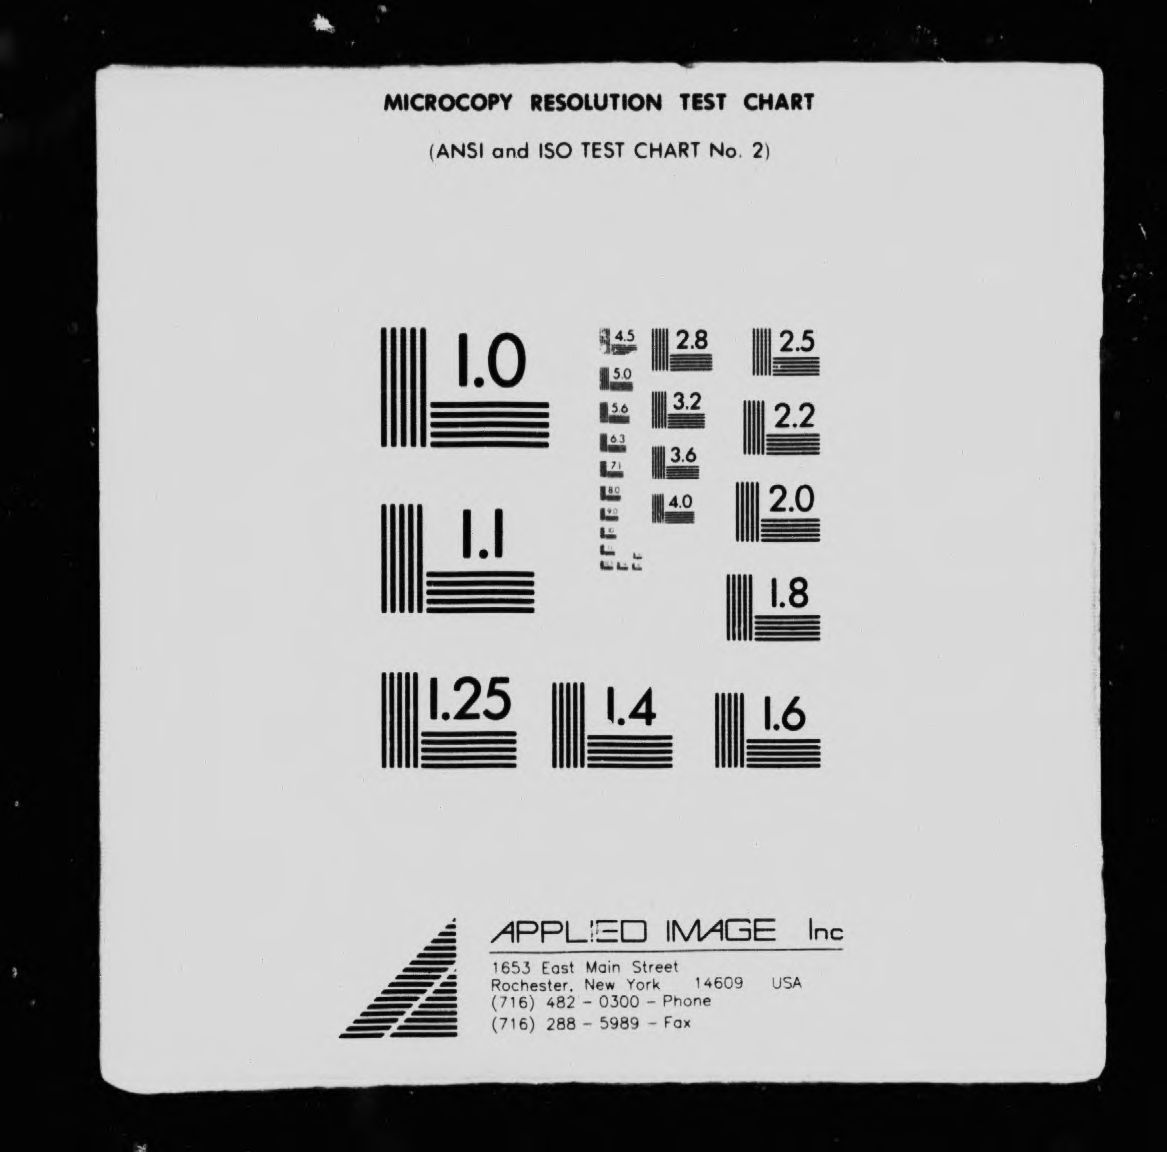 MICROCOPY RESOLUTION TEST CHART
(ANSI and ISO TEST CHART No. 2)
1.0
1.1
1.25
1.4
1.6
1.8
2.0
2.2
2.5
2.8
3.2
3.6
4.0
4.5
5.0
5.6
6.3
7.1
8.0
9.0
APPLIED IMAGE Inc
1653 East Main Street
Rochester, New York 14609 USA
(716) 482 - 0300 - Phone
(716) 288 - 5989 - Fax